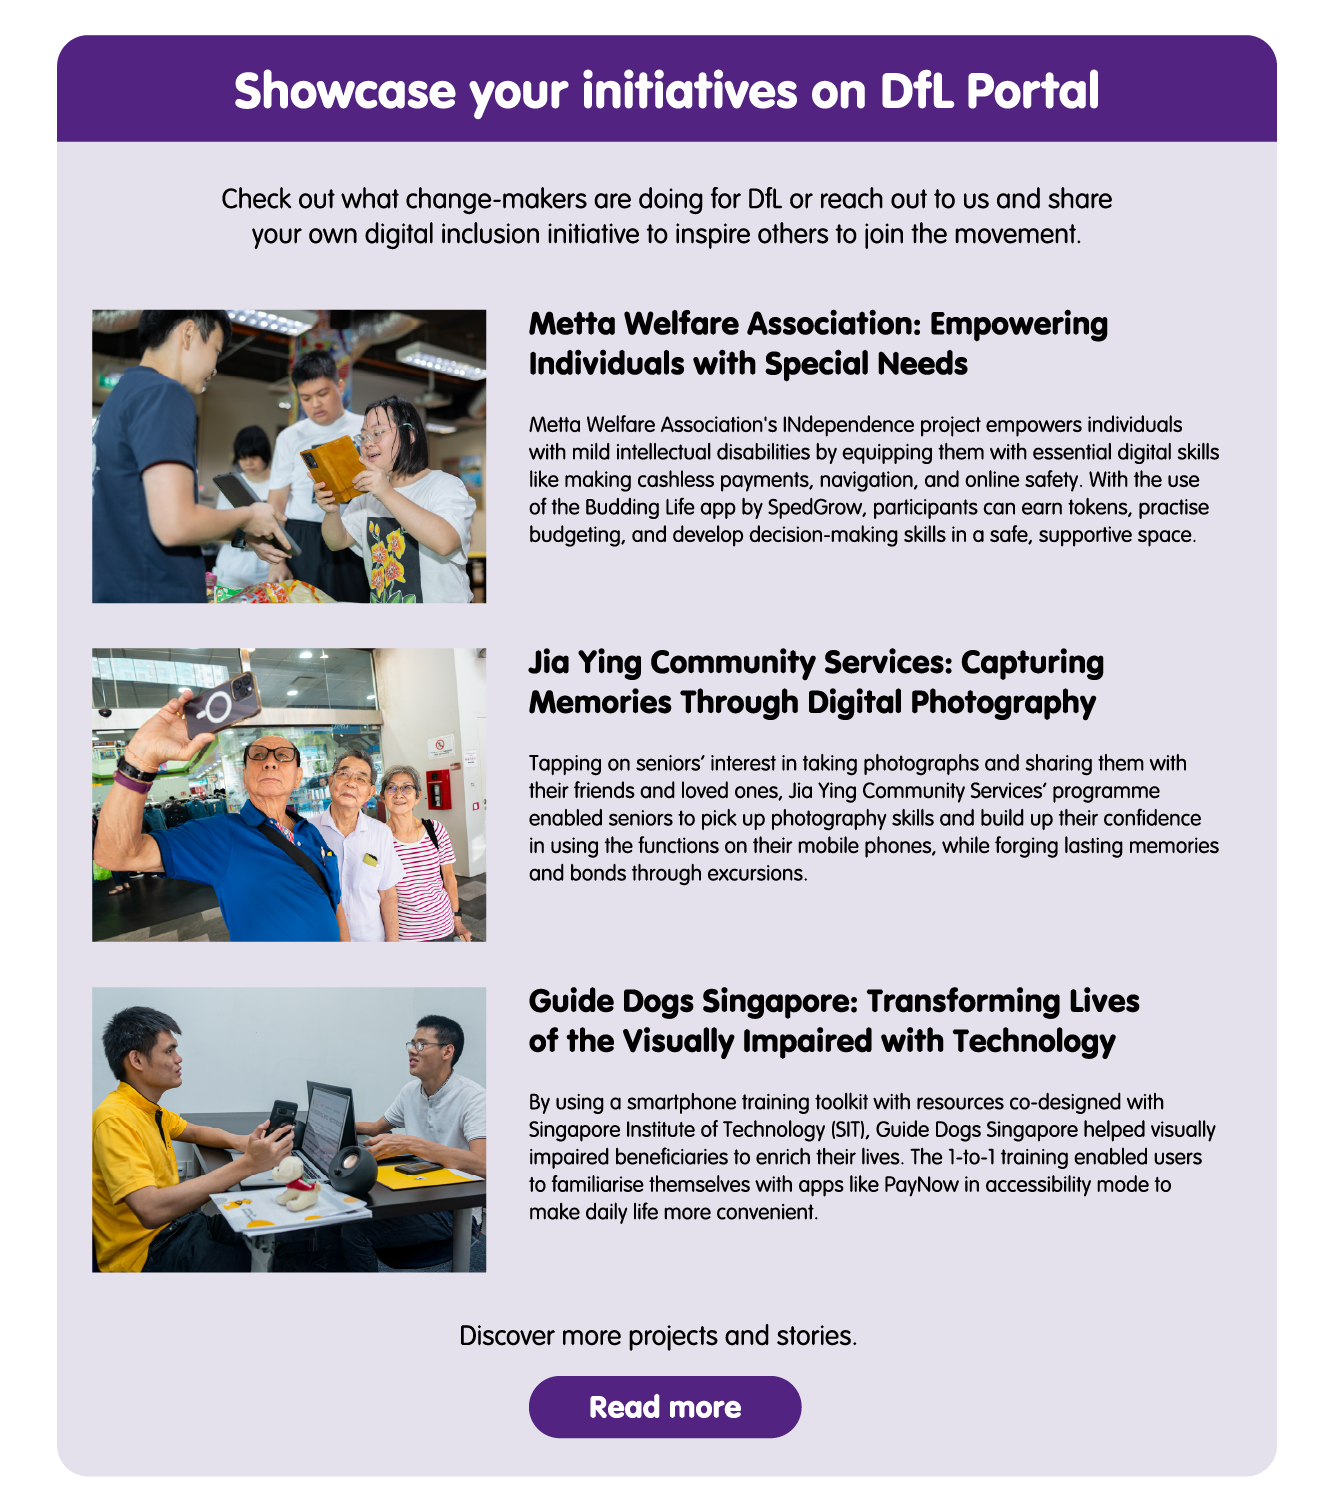 Showcase your initiatives on DfL Portal
Check out what change-makers are doing for DfL or reach out to us and share
your own digital inclusion initiative to inspire others to join the movement.
Metta Welfare Association: Empowering
Individuals with Special Needs
Metta Welfare Association's INdependence project empowers individuals
with mild intellectual disabilities by equipping them with essential digital skills
like making cashless payments, navigation, and online safety. With the use
of the Budding Life app by SpedGrow, participants can earn tokens, practise
budgeting, and develop decision-making skills in a safe, supportive space.
Jia Ying Community Services: Capturing
Memories Through Digital Photography
Tapping on seniors’ interest in taking photographs and sharing them with
their friends and loved ones, Jia Ying Community Services’ programme
enabled seniors to pick up photography skills and build up their confidence
in using the functions on their mobile phones, while forging lasting memories
and bonds through excursions.
Guide Dogs Singapore: Transforming Lives
of the Visually Impaired with Technology
By using a smartphone training toolkit with resources co-designed with
Singapore Institute of Technology (SIT), Guide Dogs Singapore helped visually
impaired beneficiaries to enrich their lives. The 1-to-1 training enabled users
to familiarise themselves with apps like PayNow in accessibility mode to
make daily life more convenient.
Discover more projects and stories.
Read more